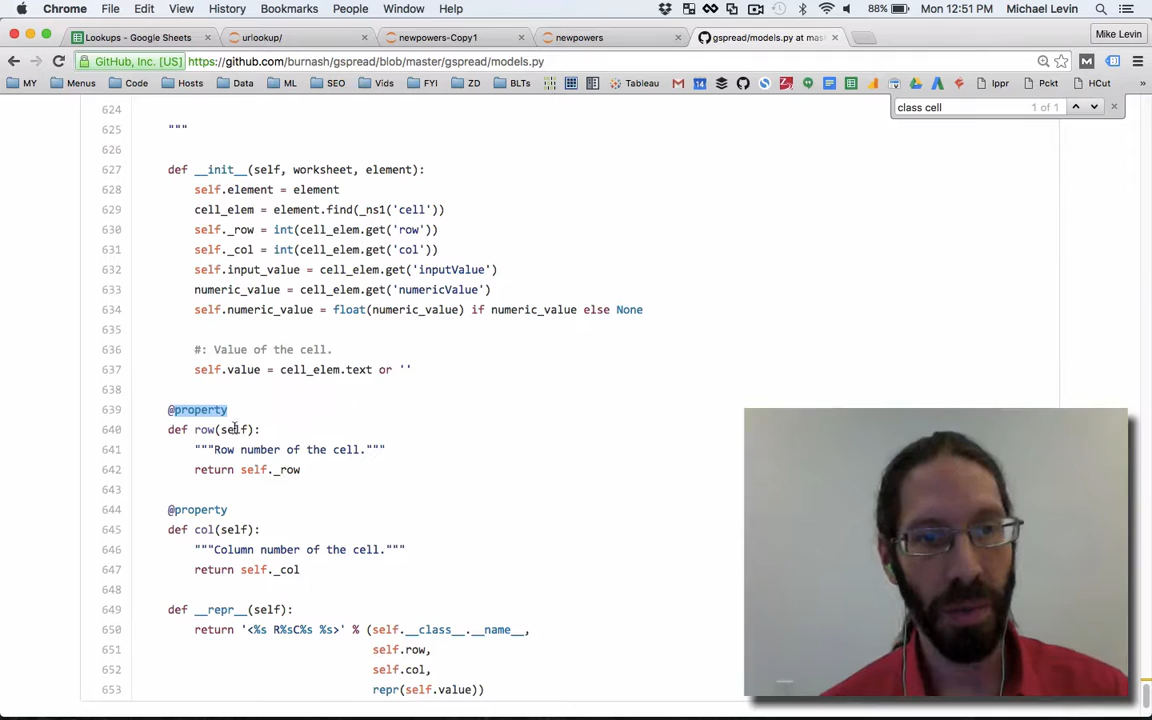 Chrome File Edit View History Bookmarks People Window Help 88% Mon 12:51 PM Michael Levin
Lookups - Google Sheets urlookup/ newpowers-Copy1 newpowers gspread/models.py at mas Mike Levin
GitHub, Inc. [US] https://github.com/burnash/gspread/blob/master/gspread/models.py
MY Menus Code Hosts Data ML SEO Vids FYI ZD BLTs Tableau lppr Pckt HCut »
class cell 1 of 1
624
625 """
626
627 def __init__(self, worksheet, element):
628 self.element = element
629 cell_elem = element.find(_ns1('cell'))
630 self._row = int(cell_elem.get('row'))
631 self._col = int(cell_elem.get('col'))
632 self.input_value = cell_elem.get('inputValue')
633 numeric_value = cell_elem.get('numericValue')
634 self.numeric_value = float(numeric_value) if numeric_value else None
635
636 #: Value of the cell.
637 self.value = cell_elem.text or ''
638
639 @property
640 def row(self):
641 """Row number of the cell."""
642 return self._row
643
644 @property
645 def col(self):
646 """Column number of the cell."""
647 return self._col
648
649 def __repr__(self):
650 return '<%s R%sC%s %s>' % (self.__class__.__name__,
651 self.row,
652 self.col,
653 repr(self.value))